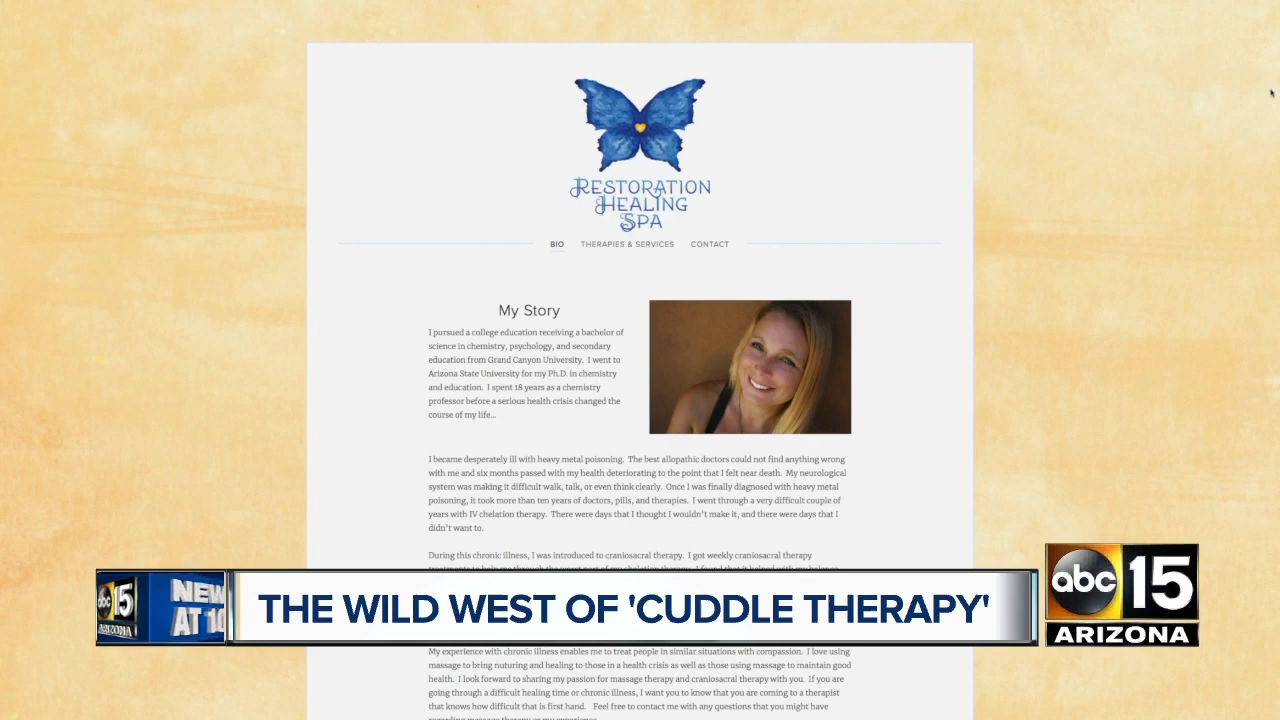 RESTORATION
HEALING
SPA
BIO THERAPIES & SERVICES CONTACT
My Story
I pursued a college education receiving a bachelor of
science in chemistry, psychology, and secondary
education from Grand Canyon University. I went to
Arizona State University for my Ph.D. in chemistry
and education. I spent 18 years as a chemistry
professor before a serious health crisis changed the
course of my life...
I became desperately ill with heavy metal poisoning. The best allopathic doctors could not find anything wrong
with me and six months passed with my health deteriorating to the point that I felt near death. My neurological
system was making it difficult walk, talk, or even think clearly. Once I was finally diagnosed with heavy metal
poisoning, it took more than ten years of doctors, pills, and therapies. I went through a very difficult couple of
years with IV chelation therapy. There were days that I thought I wouldn't make it, and there were days that I
didn't want to.
During this chronic illness, I was introduced to craniosacral therapy. I got weekly craniosacral therapy
abc 15
ARIZONA
NEW
AT 10
THE WILD WEST OF 'CUDDLE THERAPY'
abc 15
ARIZONA
My experience with chronic illness enables me to treat people in similar situations with compassion. I love using
massage to bring nuturing and healing to those in a health crisis as well as those using massage to maintain good
health. I look forward to sharing my passion for massage therapy and craniosacral therapy with you. If you are
going through a difficult healing time or chronic illness, I want you to know that you are coming to a therapist
that knows how difficult that is first hand. Feel free to contact me with any questions that you might have